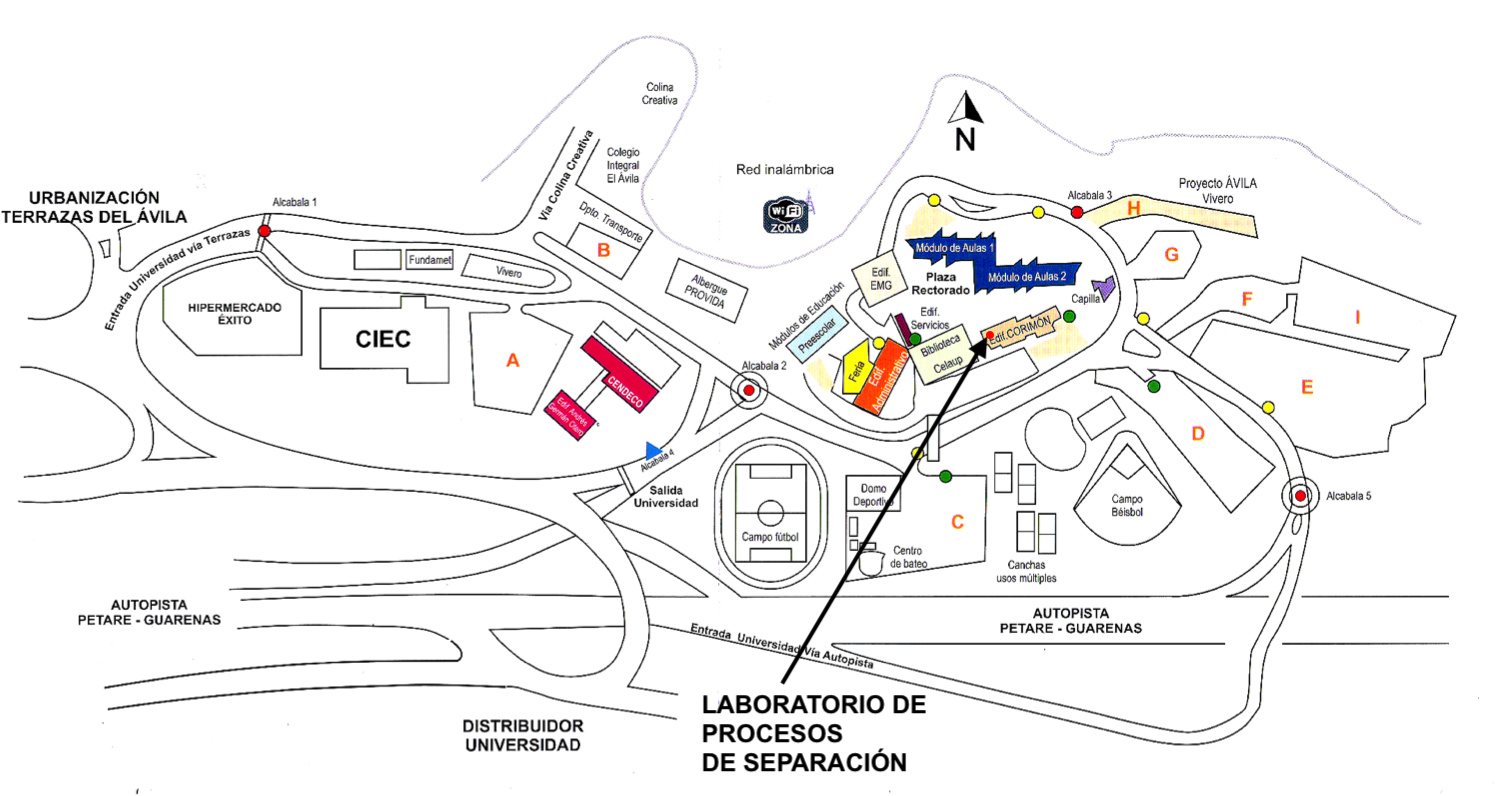 Colina
Creativa
N
Colegio
Integral
El Ávila
Vía Colina Creativa
Red inalámbrica
Wi Fi
ZONA
Alcabala 3
Proyecto ÁVILA
Vivero
H
URBANIZACIÓN
TERRAZAS DEL ÁVILA
Alcabala 1
Entrada Universidad vía Terrazas
Dpto. Transporte
B
Fundamet
Vivero
Albergue
PROVIDA
Módulo de Aulas 1
Módulo de Aulas 2
Plaza
Rectorado
Edif.
EMG
Capilla
G
F
I
E
Módulos de Educación
Preescolar
Edif.
Servicios
Edif.CORIMÓN
Biblioteca
Celaup
Feria
Edif.
Administrativo
HIPERMERCADO
ÉXITO
CIEC
A
CENDECO
Edif. Andrés
Germán Otero
Alcabala 2
Alcabala 4
Salida
Universidad
D
Domo
Deportivo
C
Campo
Béisbol
Alcabala 5
Campo fútbol
Centro
de bateo
Canchas
usos múltiples
AUTOPISTA
PETARE - GUARENAS
AUTOPISTA
PETARE - GUARENAS
Entrada Universidad Vía Autopista
DISTRIBUIDOR
UNIVERSIDAD
LABORATORIO DE
PROCESOS
DE SEPARACIÓN